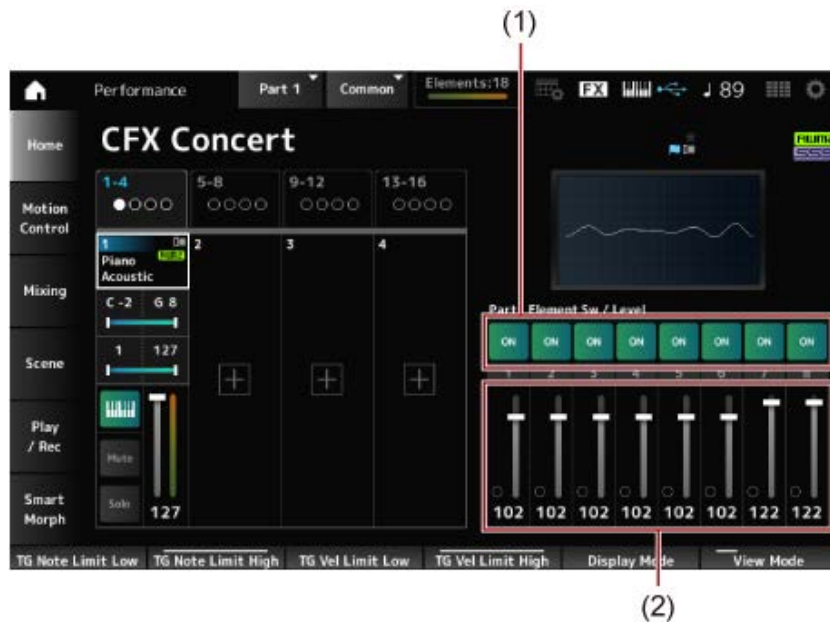 (1)
Performance Part 1 Common Elements:18 FX 89
Home
CFX Concert
1-4 5-8 9-12 13-16
Motion
Control
1 2 3 4
Piano
Acoustic
Mixing
C -2 G 8
Part Element Sw / Level
ON ON ON ON ON ON ON ON
1 2 3 4 5 6 7 8
Scene
1 127
Play
/ Rec
Mute
Smart
Morph
Solo
127
102 102 102 102 102 102 122 122
TG Note Limit Low TG Note Limit High TG Vel Limit Low TG Vel Limit High Display Mode View Mode
(2)